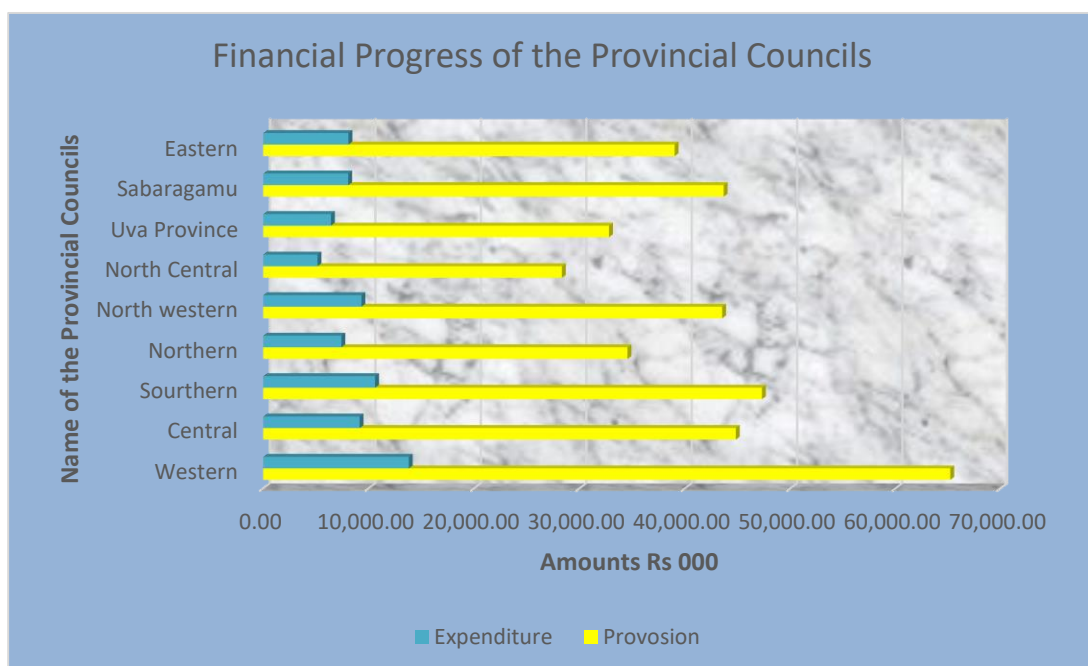 Financial Progress of the Provincial Councils
Name of the Provincial Councils
Eastern
Sabaragamu
Uva Province
North Central
North western
Northern
Sourthern
Central
Western
0.00 10,000.00 20,000.00 30,000.00 40,000.00 50,000.00 60,000.00 70,000.00
Amounts Rs 000
Expenditure Provosion